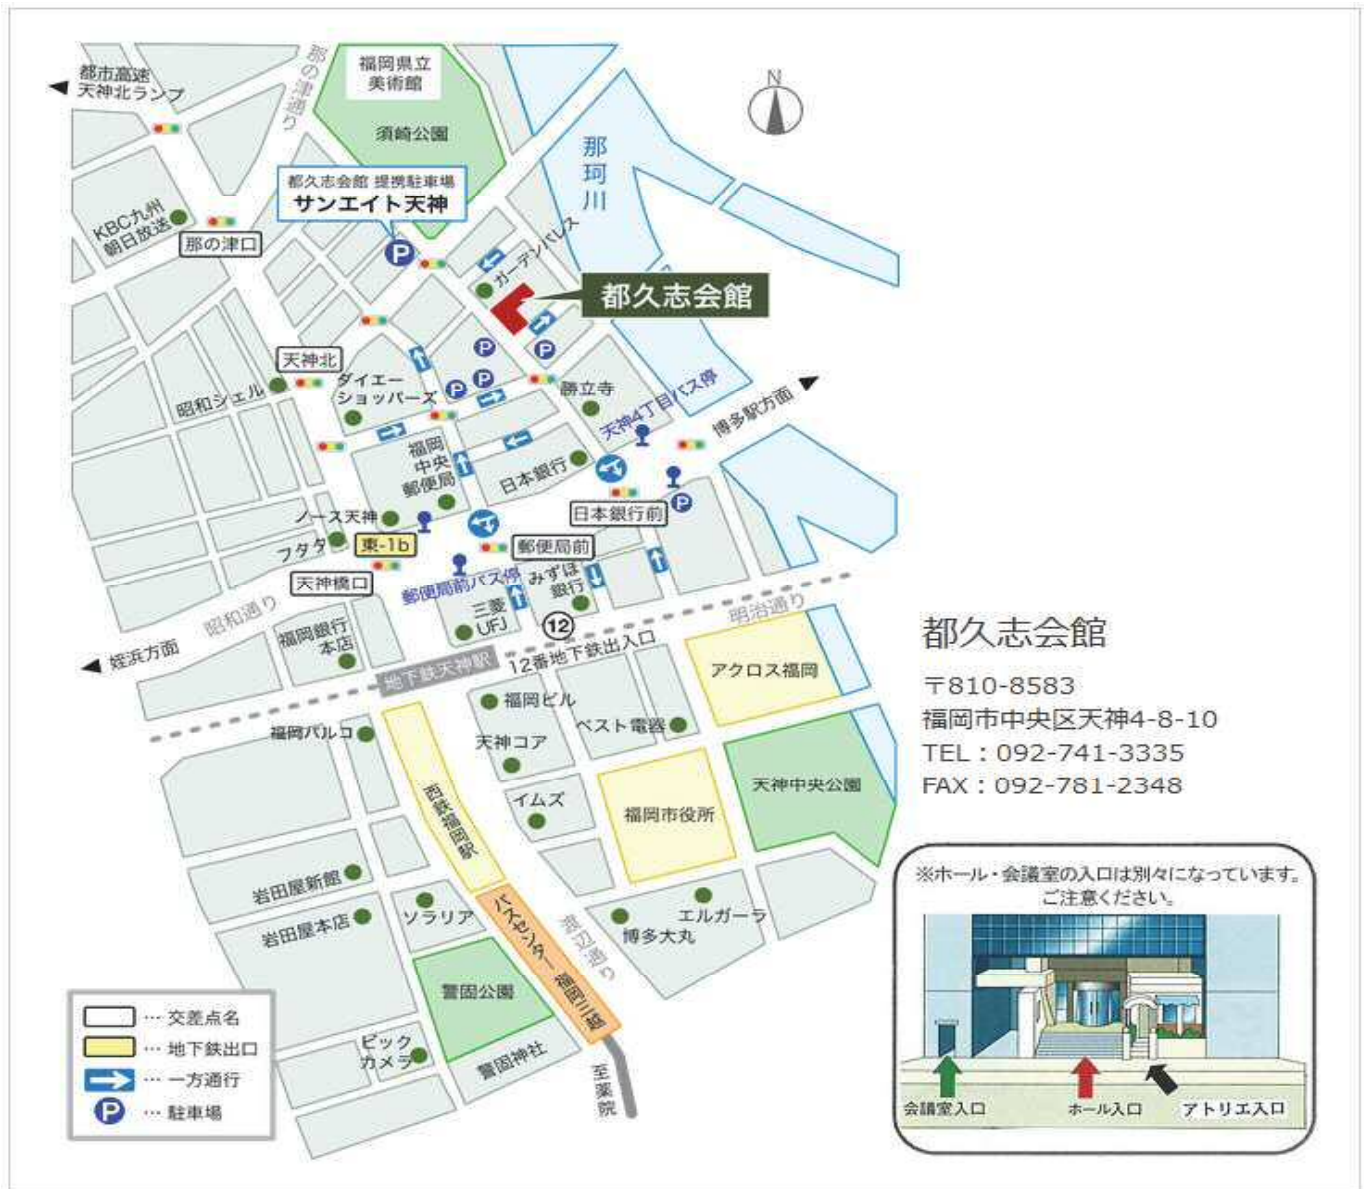 都市高速
天神北ランプ
那の津通り
福岡県立
美術館
須崎公園
N
那珂川
都久志会館 提携駐車場
サンエイト天神
KBC九州
朝日放送
那の津口
P
ガーデンパレス
都久志会館
天神北
昭和シェル
ダイエー
ショッパーズ
P
P
P
P
勝立寺
天神4丁目バス停
博多駅方面
福岡
中央
郵便局
日本銀行
P
日本銀行前
ノース天神
フタタ
東-1b
郵便局前
天神橋口
郵便局前バス停
みずほ
銀行
三菱
UFJ
12
昭和通り
明治通り
姪浜方面
福岡銀行
本店
地下鉄天神駅
12番地下鉄出入口
アクロス福岡
福岡ビル
ベスト電器
福岡パルコ
天神コア
イムズ
西鉄福岡駅
福岡市役所
天神中央公園
岩田屋新館
岩田屋本店
ソラリア
バスセンター 福岡三越
渡辺通り
エルガーラ
博多大丸
警固公園
ビック
カメラ
警固神社
至薬院
… 交差点名
… 地下鉄出口
… 一方通行
P … 駐車場
都久志会館
〒810-8583
福岡市中央区天神4-8-10
TEL：092-741-3335
FAX：092-781-2348
※ホール・会議室の入口は別々になっています。
ご注意ください。
会議室入口
ホール入口
アトリエ入口